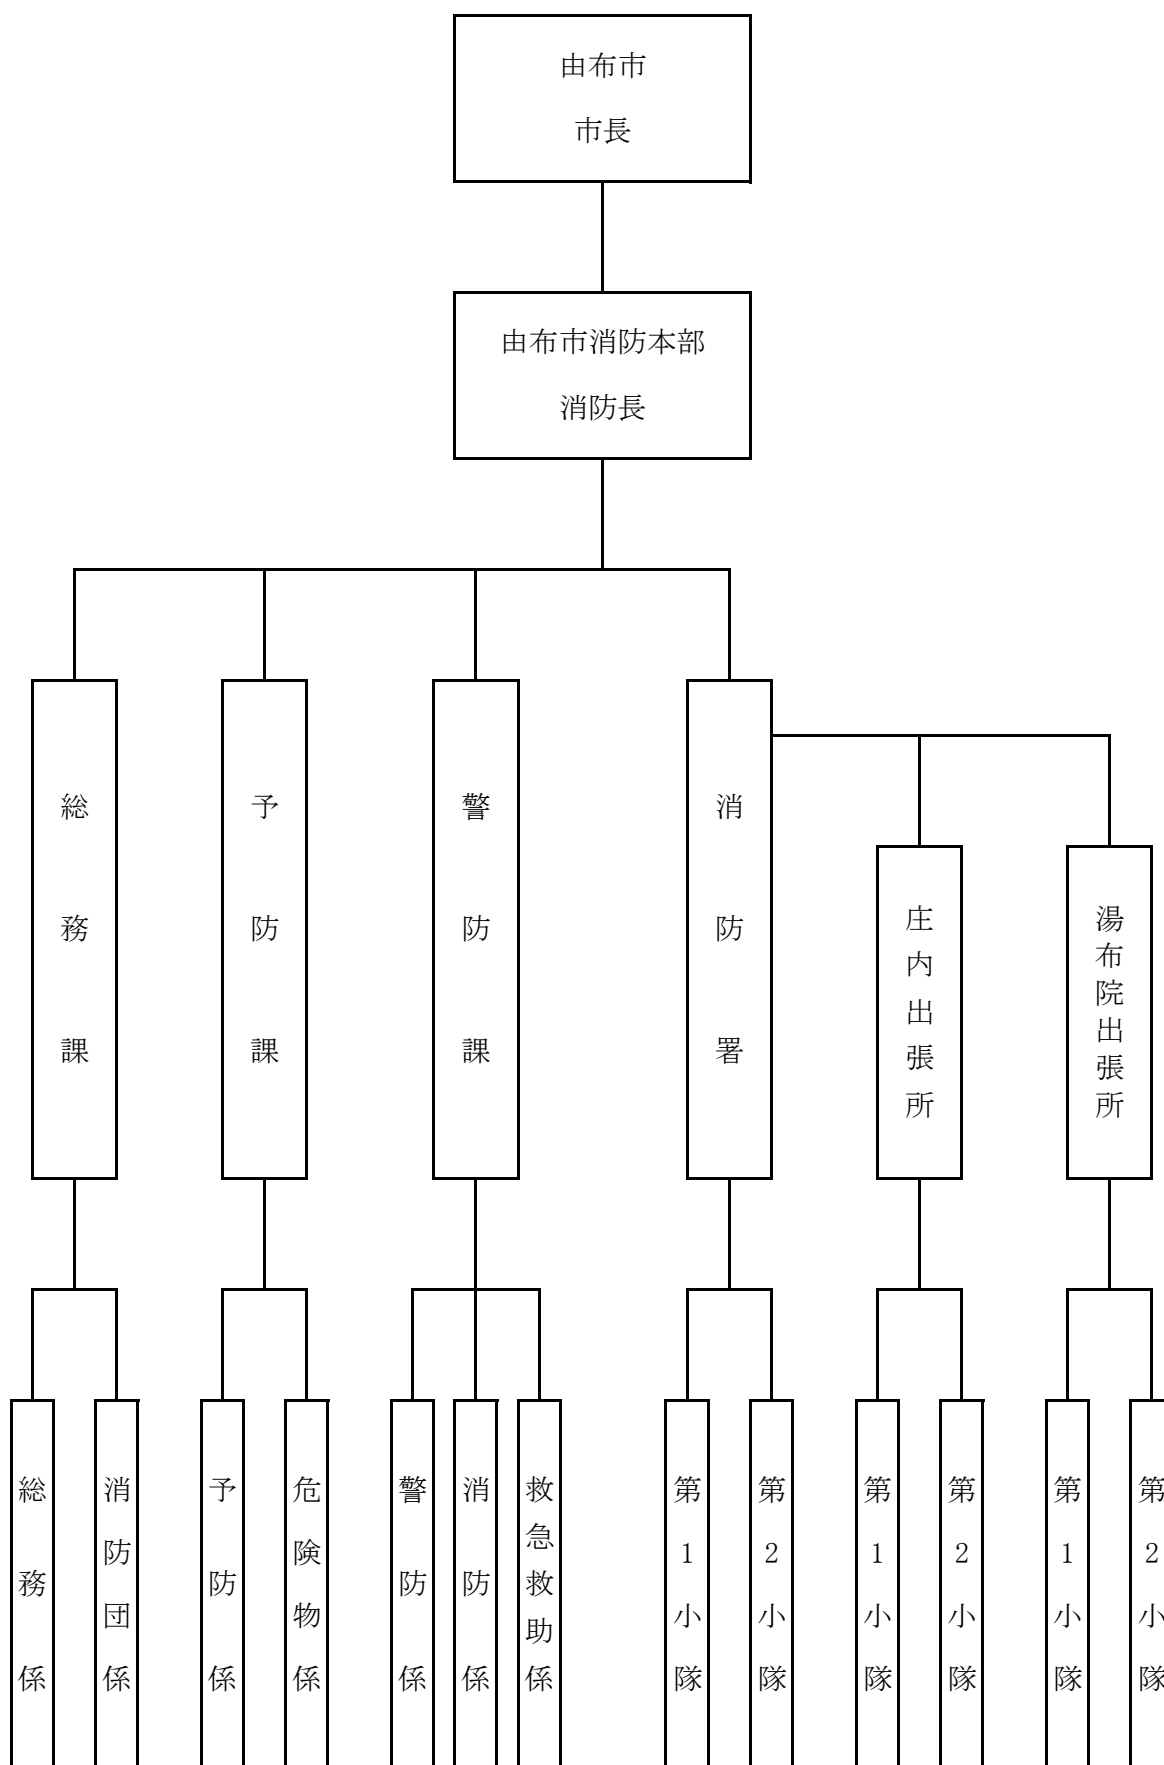 由布市
市長
由布市消防本部
消防長
総務課
予防課
警防課
消防署
庄内出張所
湯布院出張所
総務係
消防団係
予防係
危険物係
警防係
消防係
救急救助係
第1小隊
第2小隊
第1小隊
第2小隊
第1小隊
第2小隊